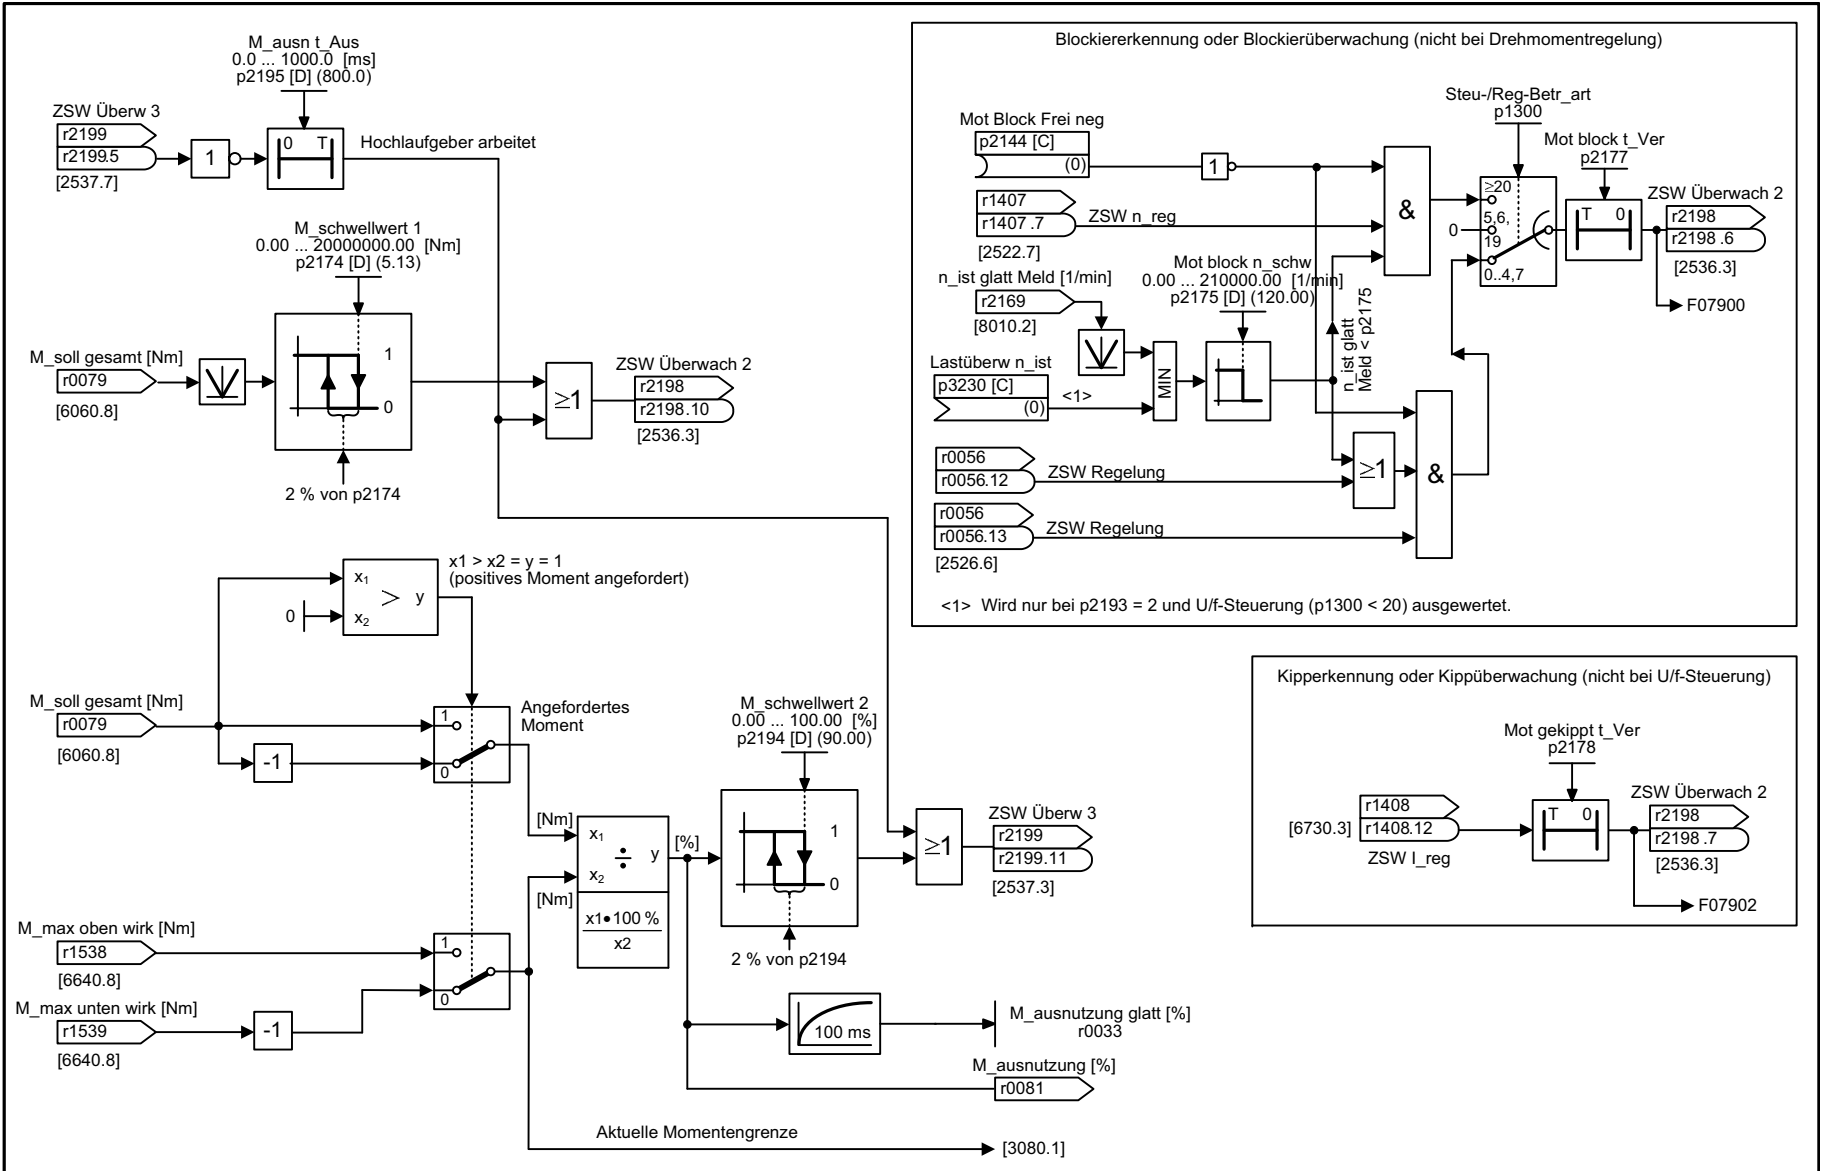 M_ausn t_Aus
0.0 ... 1000.0 [ms]
p2195 [D] (800.0)
ZSW Überw 3
r2199
r2199.5
[2537.7]
1
0 T
Hochlaufgeber arbeitet
M_schwellwert 1
0.00 ... 20000000.00 [Nm]
p2174 [D] (5.13)
M_soll gesamt [Nm]
r0079
[6060.8]
1
0
2 % von p2174
≥1
ZSW Überwach 2
r2198
r2198.10
[2536.3]
x1 > x2 = y = 1
(positives Moment angefordert)
x1
> y
0
x2
M_soll gesamt [Nm]
r0079
[6060.8]
-1
1
0
Angefordertes
Moment
M_max oben wirk [Nm]
r1538
[6640.8]
M_max unten wirk [Nm]
r1539
[6640.8]
-1
1
0
[Nm]
x1
÷ y
x2
[Nm]
x1•100 %
x2
[%]
M_schwellwert 2
0.00 ... 100.00 [%]
p2194 [D] (90.00)
1
0
2 % von p2194
≥1
ZSW Überw 3
r2199
r2199.11
[2537.3]
100 ms
M_ausnutzung glatt [%]
r0033
M_ausnutzung [%]
r0081
Aktuelle Momentengrenze
[3080.1]
Blockiererkennung oder Blockierüberwachung (nicht bei Drehmomentregelung)
Mot Block Frei neg
p2144 [C]
(0)
1
r1407
r1407 .7
ZSW n_reg
[2522.7]
n_ist glatt Meld [1/min]
r2169
[8010.2]
Mot block n_schw
0.00 ... 210000.00 [1/min]
p2175 [D] (120.00)
Lastüberw n_ist
p3230 [C]
(0)
<1>
MIN
n_ist glatt
Meld < p2175
r0056
r0056.12
ZSW Regelung
r0056
r0056.13
ZSW Regelung
[2526.6]
≥1
&
&
Steu-/Reg-Betr_art
p1300
≥20
5,6,
0
19
0..4,7
Mot block t_Ver
p2177
T 0
ZSW Überwach 2
r2198
r2198 .6
[2536.3]
F07900
<1> Wird nur bei p2193 = 2 und U/f-Steuerung (p1300 < 20) ausgewertet.
Kipperkennung oder Kippüberwachung (nicht bei U/f-Steuerung)
Mot gekippt t_Ver
p2178
r1408
[6730.3]
r1408.12
ZSW I_reg
T 0
ZSW Überwach 2
r2198
r2198 .7
[2536.3]
F07902